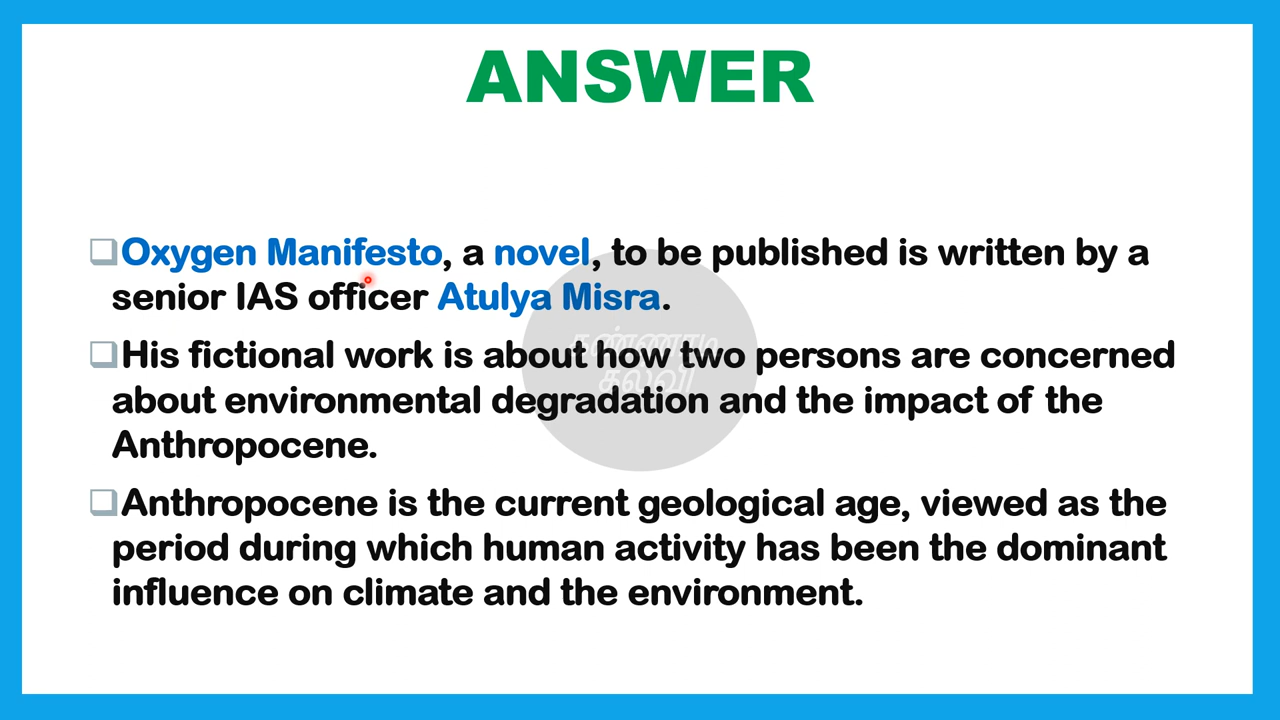 ANSWER
Oxygen Manifesto, a novel, to be published is written by a
senior IAS officer Atulya Misra.
His fictional work is about how two persons are concerned
about environmental degradation and the impact of the
Anthropocene.
Anthropocene is the current geological age, viewed as the
period during which human activity has been the dominant
influence on climate and the environment.